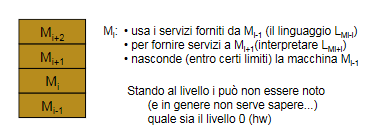 Mi+2
Mi+1
Mi
Mi-1
Mi: • usa i servizi forniti da Mi-1 (il linguaggio LMi-1)
• per fornire servizi a Mi+1(interpretare LMi+1)
• nasconde (entro certi limiti) la macchina Mi-1
Stando al livello i può non essere noto
(e in genere non serve sapere...)
quale sia il livello 0 (hw)